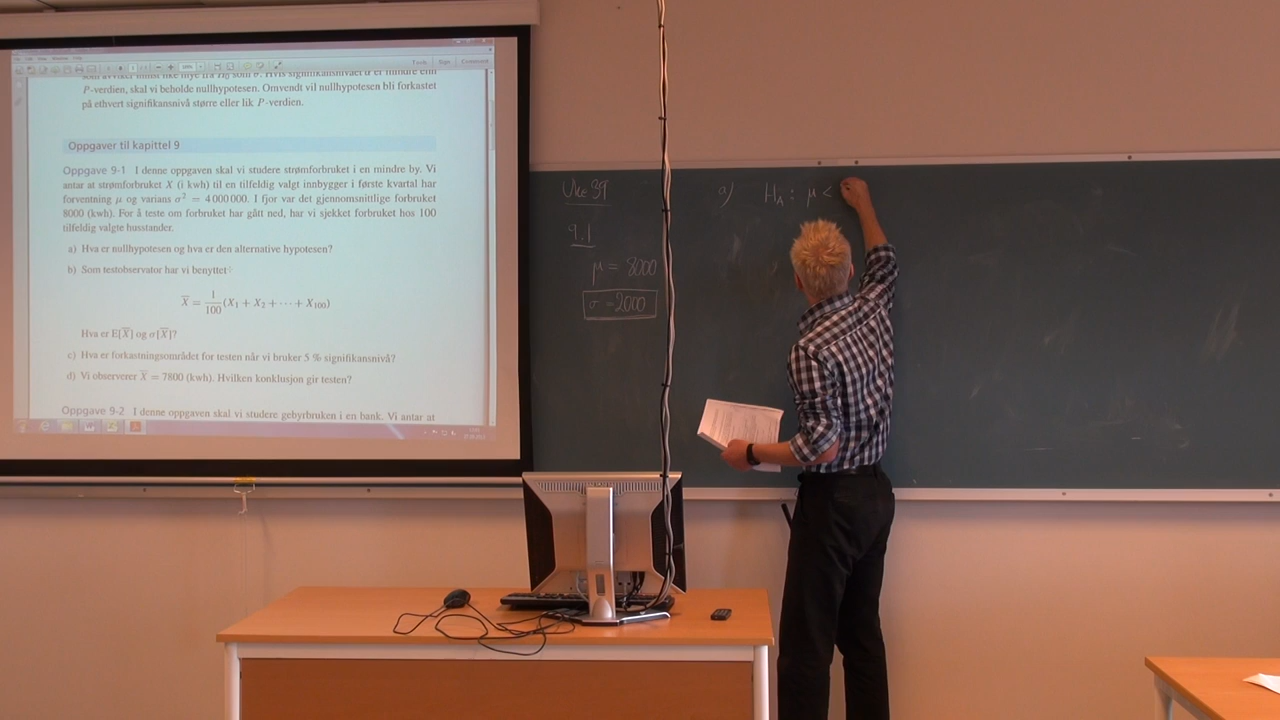 Tools Sign Comment
P-verdien, skal vi beholde nullhypotesen. Omvendt vil nullhypotesen bli forkastet
på ethvert signifikansnivå større eller lik P-verdien.
Oppgaver til kapittel 9
Oppgave 9-1 I denne oppgaven skal vi studere strømforbruket i en mindre by. Vi
antar at strømforbruket X (i kwh) til en tilfeldig valgt innbygger i første kvartal har
forventning μ og varians σ² = 4 000 000. I fjor var det gjennomsnittlige forbruket
8000 (kwh). For å teste om forbruket har gått ned, har vi sjekket forbruket hos 100
tilfeldig valgte husstander.
a) Hva er nullhypotesen og hva er den alternative hypotesen?
b) Som testobservator har vi benyttet
X̅ = 1/100 (X₁ + X₂ + ··· + X₁₀₀)
Hva er E[X̅] og σ[X̅]?
c) Hva er forkastningsområdet for testen når vi bruker 5 % signifikansnivå?
d) Vi observerer X̅ = 7800 (kwh). Hvilken konklusjon gir testen?
Oppgave 9-2 I denne oppgaven skal vi studere gebyrbruken i en bank. Vi antar at
Uke 39
9.1
μ = 8000
σ = 2000
a) H_A: μ <